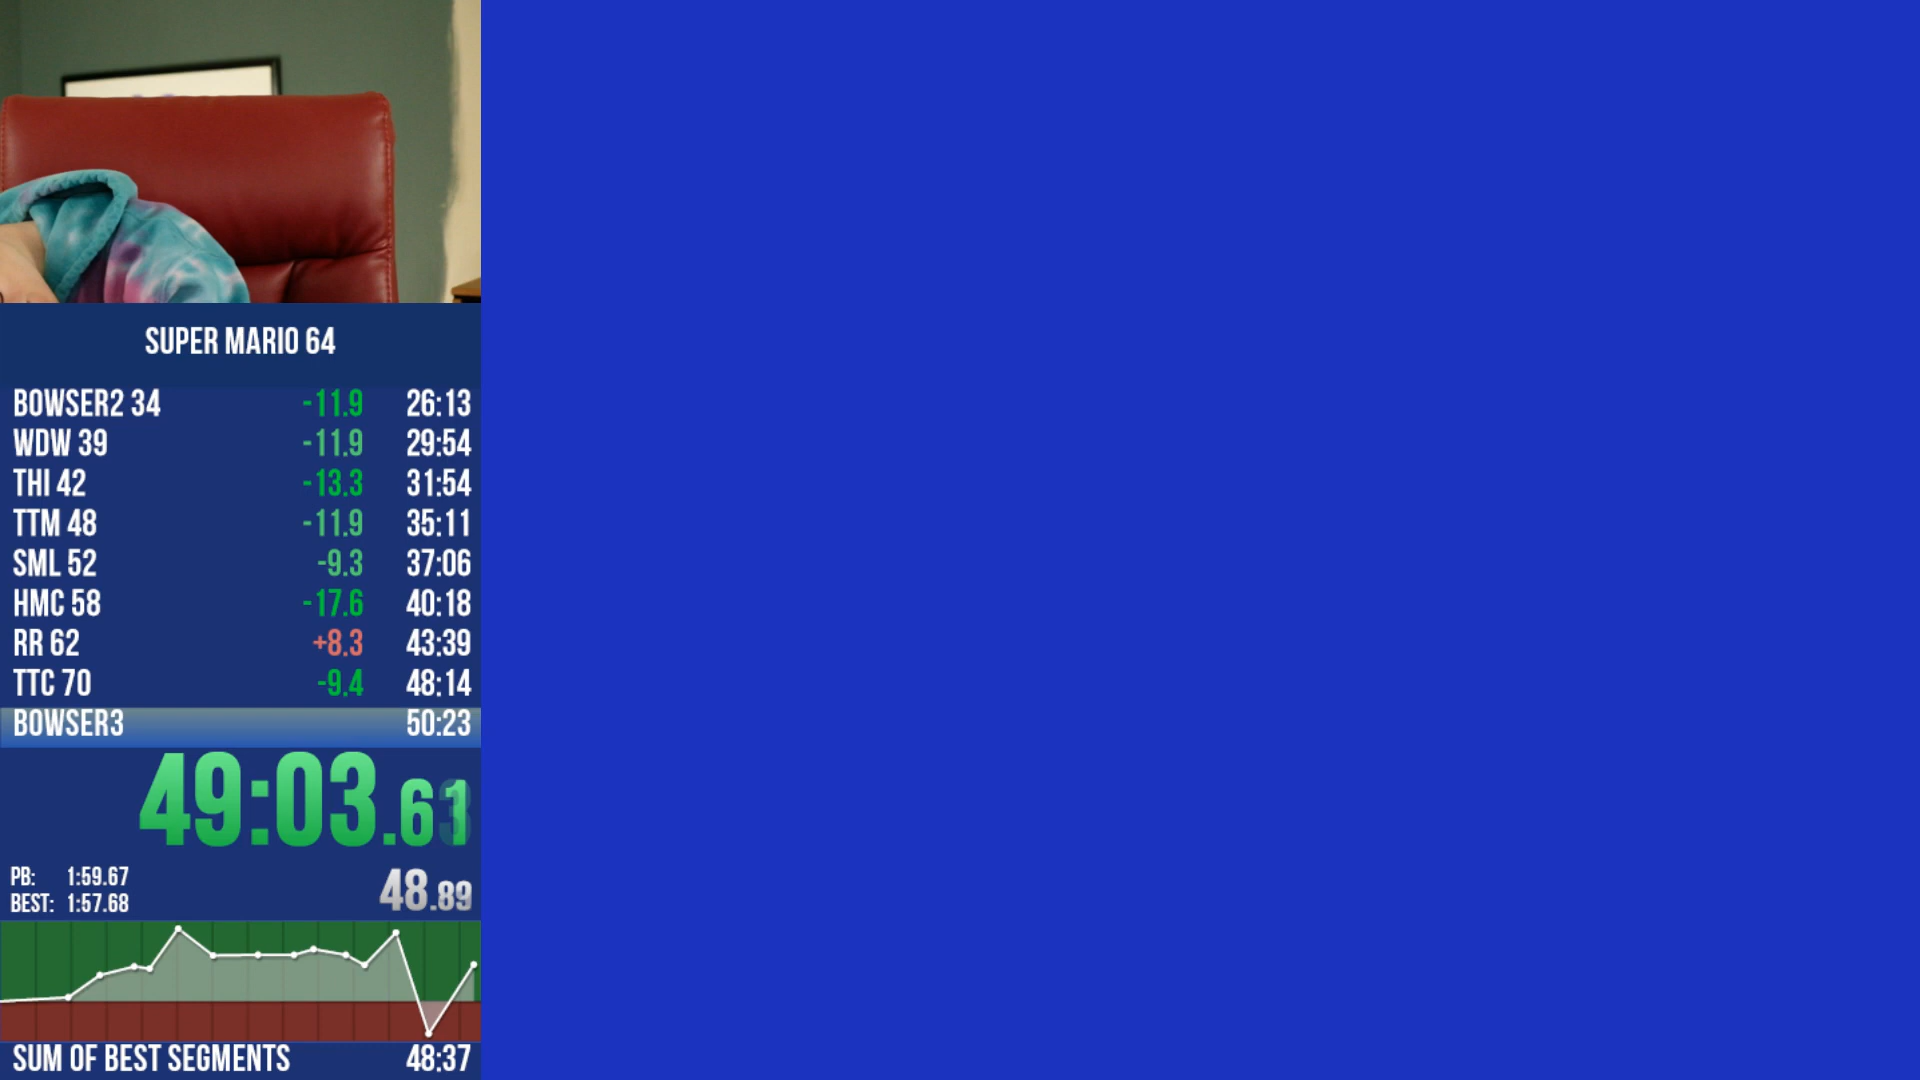 SUPER MARIO 64
BOWSER2 34 -11.9 26:13
WDW 39 -11.9 29:54
THI 42 -13.3 31:54
TTM 48 -11.9 35:11
SML 52 -9.3 37:06
HMC 58 -17.6 40:18
RR 62 +8.3 43:39
TTC 70 -9.4 48:14
BOWSER3 50:23
49:03.61
PB: 1:59.67
BEST: 1:57.68
48.89
SUM OF BEST SEGMENTS 48:37